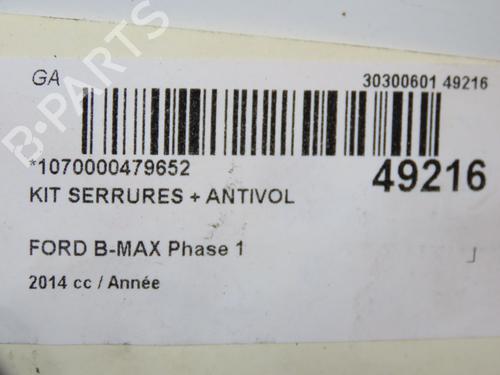 B-PARTS
GA 30300601 49216
*1070000479652 49216
KIT SERRURES + ANTIVOL
FORD B-MAX Phase 1
2014 cc / Année